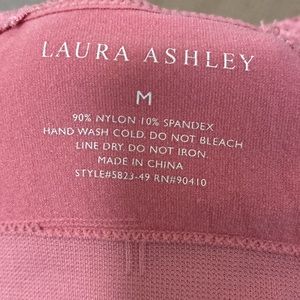 LAURA ASHLEY
M
90% NYLON 10% SPANDEX
HAND WASH COLD. DO NOT BLEACH
LINE DRY. DO NOT IRON.
MADE IN CHINA
STYLE#5823-49 RN#90410